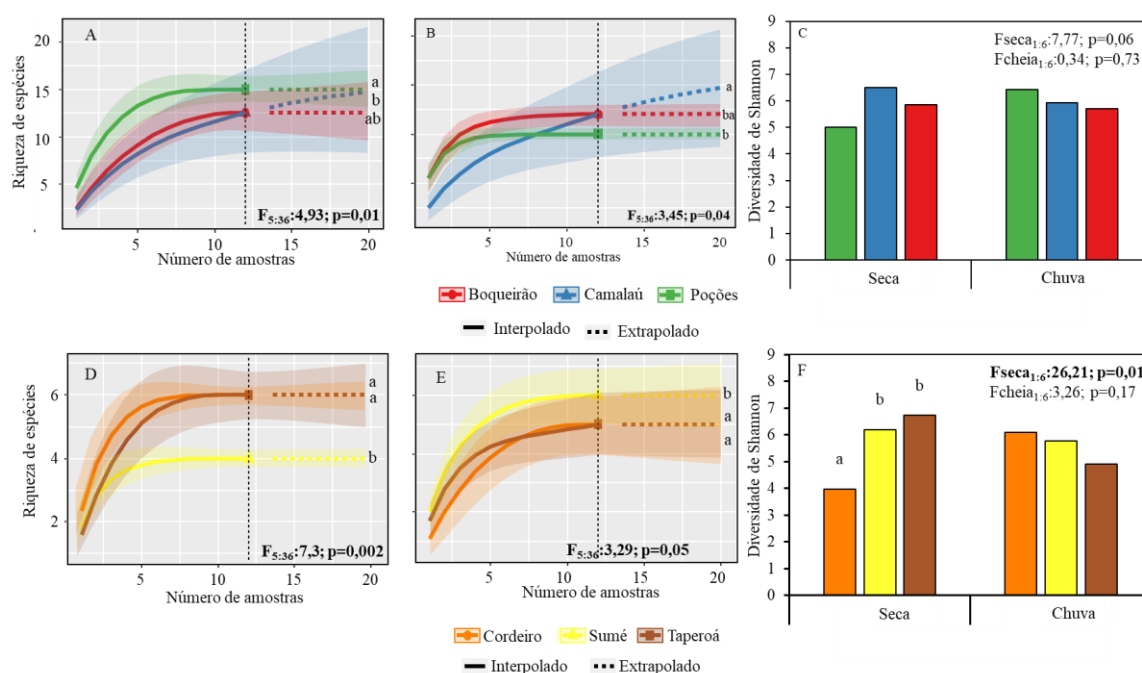 A
Riqueza de espécies
20
15
10
5
a
b
ab
F5:36:4,93; p=0,01
5
10
15
20
Número de amostras
B
a
ba
b
F5:36:3,45; p=0,04
5
10
15
20
Número de amostras
C
Fseca1:6:7,77; p=0,06
Fcheia1:6:0,34; p=0,73
Diversidade de Shannon
9
8
7
6
5
4
3
2
1
0
Seca
Chuva
Boqueirão
Camalaú
Poções
Interpolado
Extrapolado
D
Riqueza de espécies
6
4
2
a
a
b
F5:36:7,3; p=0,002
5
10
15
20
Número de amostras
E
b
a
a
F5:36:3,29; p=0,05
5
10
15
20
Número de amostras
F
Fseca1:6:26,21; p=0,01
Fcheia1:6:3,26; p=0,17
Diversidade de Shannon
9
8
7
6
5
4
3
2
1
0
a
b
b
Seca
Chuva
Cordeiro
Sumé
Taperoá
Interpolado
Extrapolado